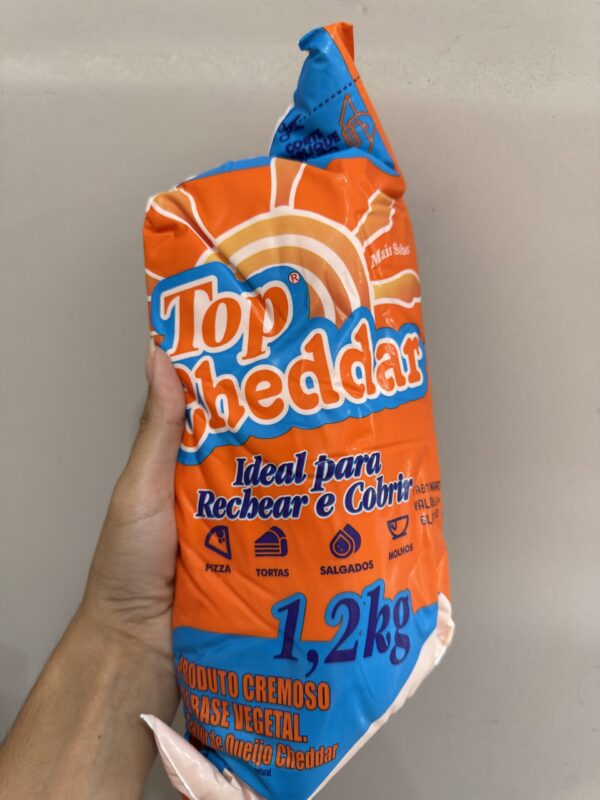 Mais Sabor
Top®
Cheddar
Ideal para
Rechear e Cobrir
PIZZA
TORTAS
SALGADOS
MOLHOS
1,2kg
PRODUTO CREMOSO
BASE VEGETAL.
de Queijo Cheddar